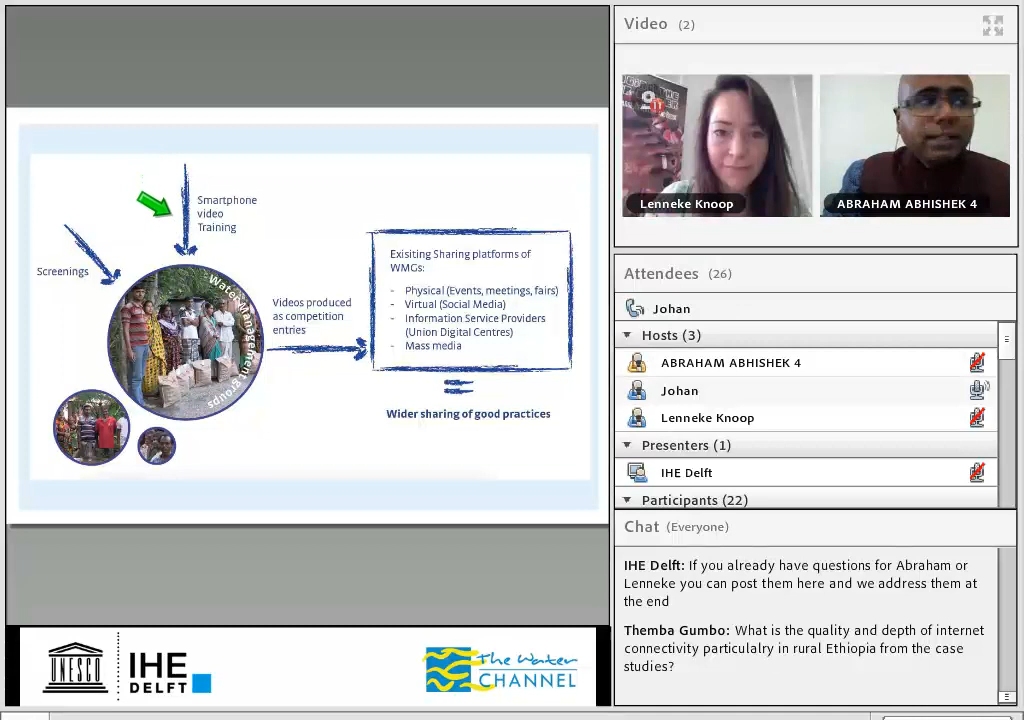 Smartphone
video
Training
Screenings
Water Management groups
Videos produced
as competition
entries
Exisiting Sharing platforms of
WMGs:
- Physical (Events, meetings, fairs)
- Virtual (Social Media)
- Information Service Providers
(Union Digital Centres)
- Mass media
Wider sharing of good practices
UNESCO
IHE
DELFT
The Water
CHANNEL
Video (2)
Lenneke Knoop
ABRAHAM ABHISHEK 4
Attendees (26)
Johan
Hosts (3)
ABRAHAM ABHISHEK 4
Johan
Lenneke Knoop
Presenters (1)
IHE Delft
Participants (22)
Chat (Everyone)
IHE Delft: If you already have questions for Abraham or
Lenneke you can post them here and we address them at
the end
Themba Gumbo: What is the quality and depth of internet
connectivity particulalry in rural Ethiopia from the case
studies?